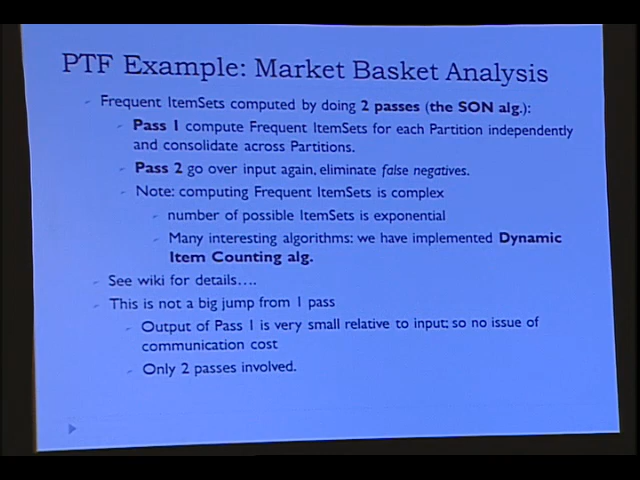 PTF Example: Market Basket Analysis
Frequent ItemSets computed by doing 2 passes (the SON alg.):
Pass 1 compute Frequent ItemSets for each Partition independently
and consolidate across Partitions.
Pass 2 go over input again, eliminate false negatives.
Note: computing Frequent ItemSets is complex
number of possible ItemSets is exponential
Many interesting algorithms: we have implemented Dynamic
Item Counting alg.
See wiki for details....
This is not a big jump from 1 pass
Output of Pass 1 is very small relative to input; so no issue of
communication cost
Only 2 passes involved.